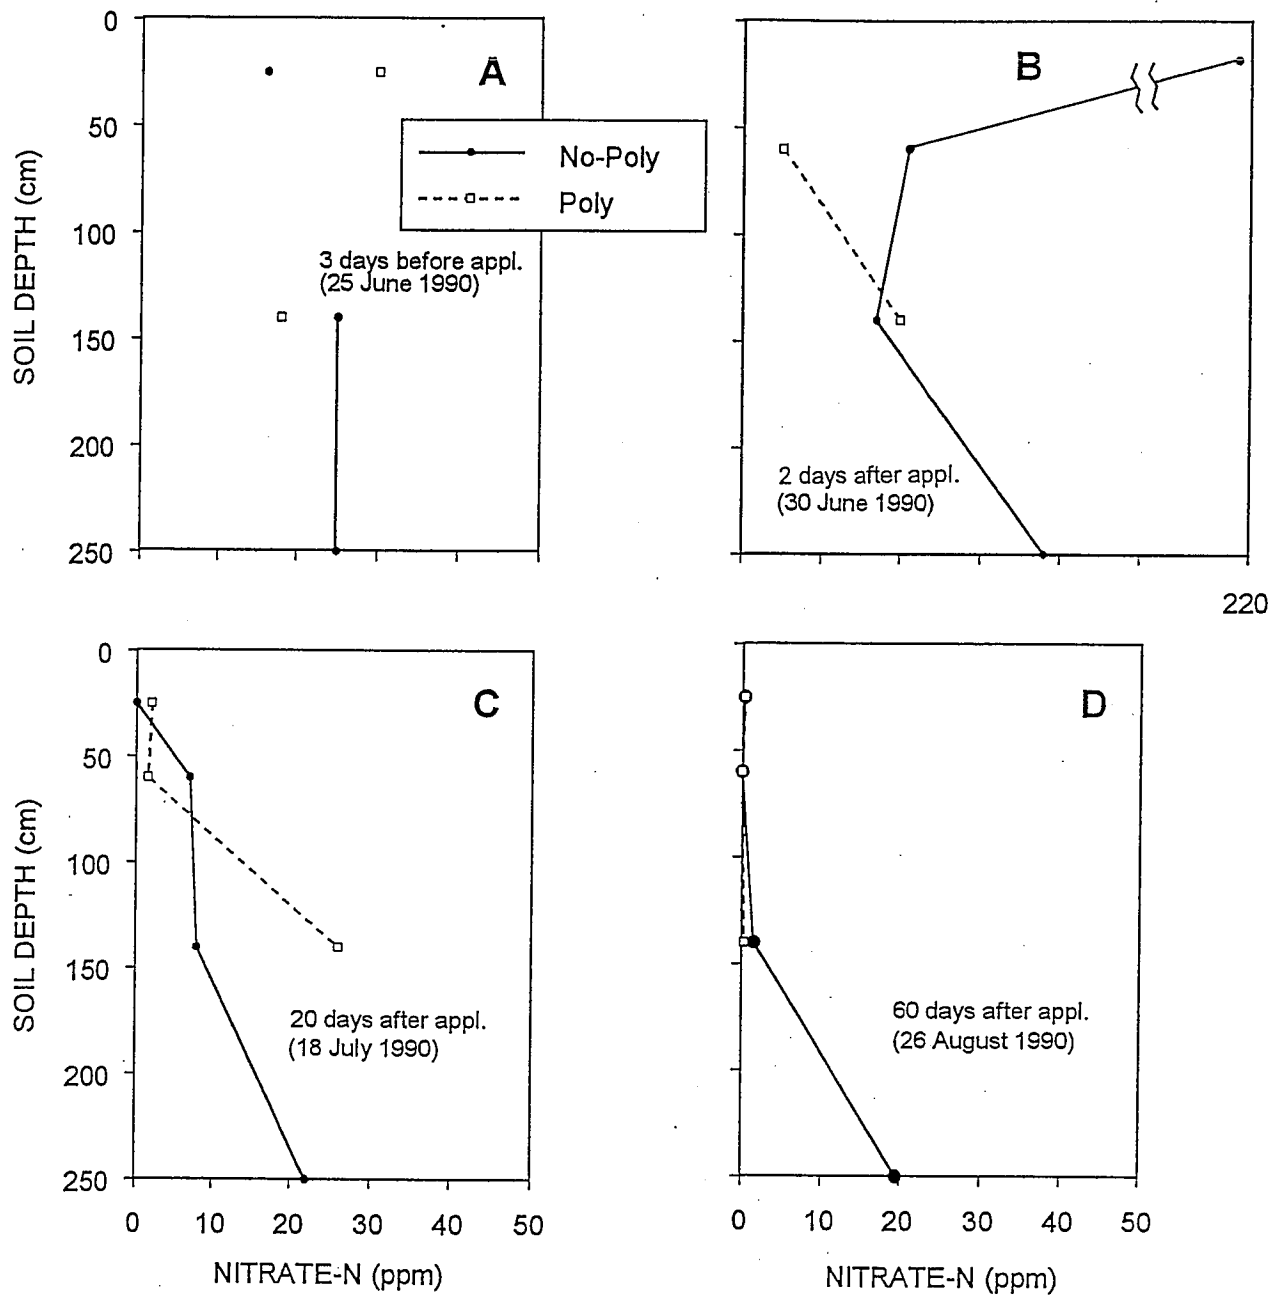 0
50
100
150
200
250
SOIL DEPTH (cm)
A
No-Poly
Poly
3 days before appl.
(25 June 1990)
B
2 days after appl.
(30 June 1990)
220
0
50
100
150
200
250
SOIL DEPTH (cm)
C
20 days after appl.
(18 July 1990)
0 10 20 30 40 50
NITRATE-N (ppm)
D
60 days after appl.
(26 August 1990)
0 10 20 30 40 50
NITRATE-N (ppm)